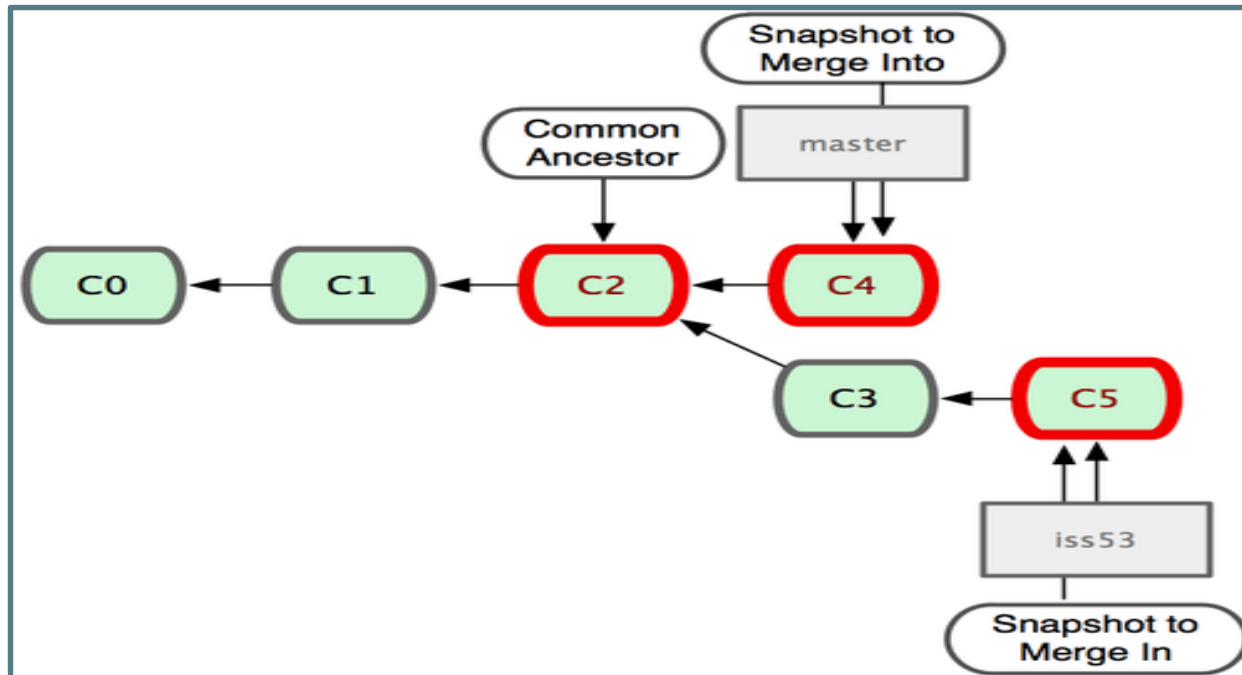 Snapshot to
Merge Into
Common
Ancestor
master
C0
C1
C2
C4
C3
C5
iss53
Snapshot to
Merge In